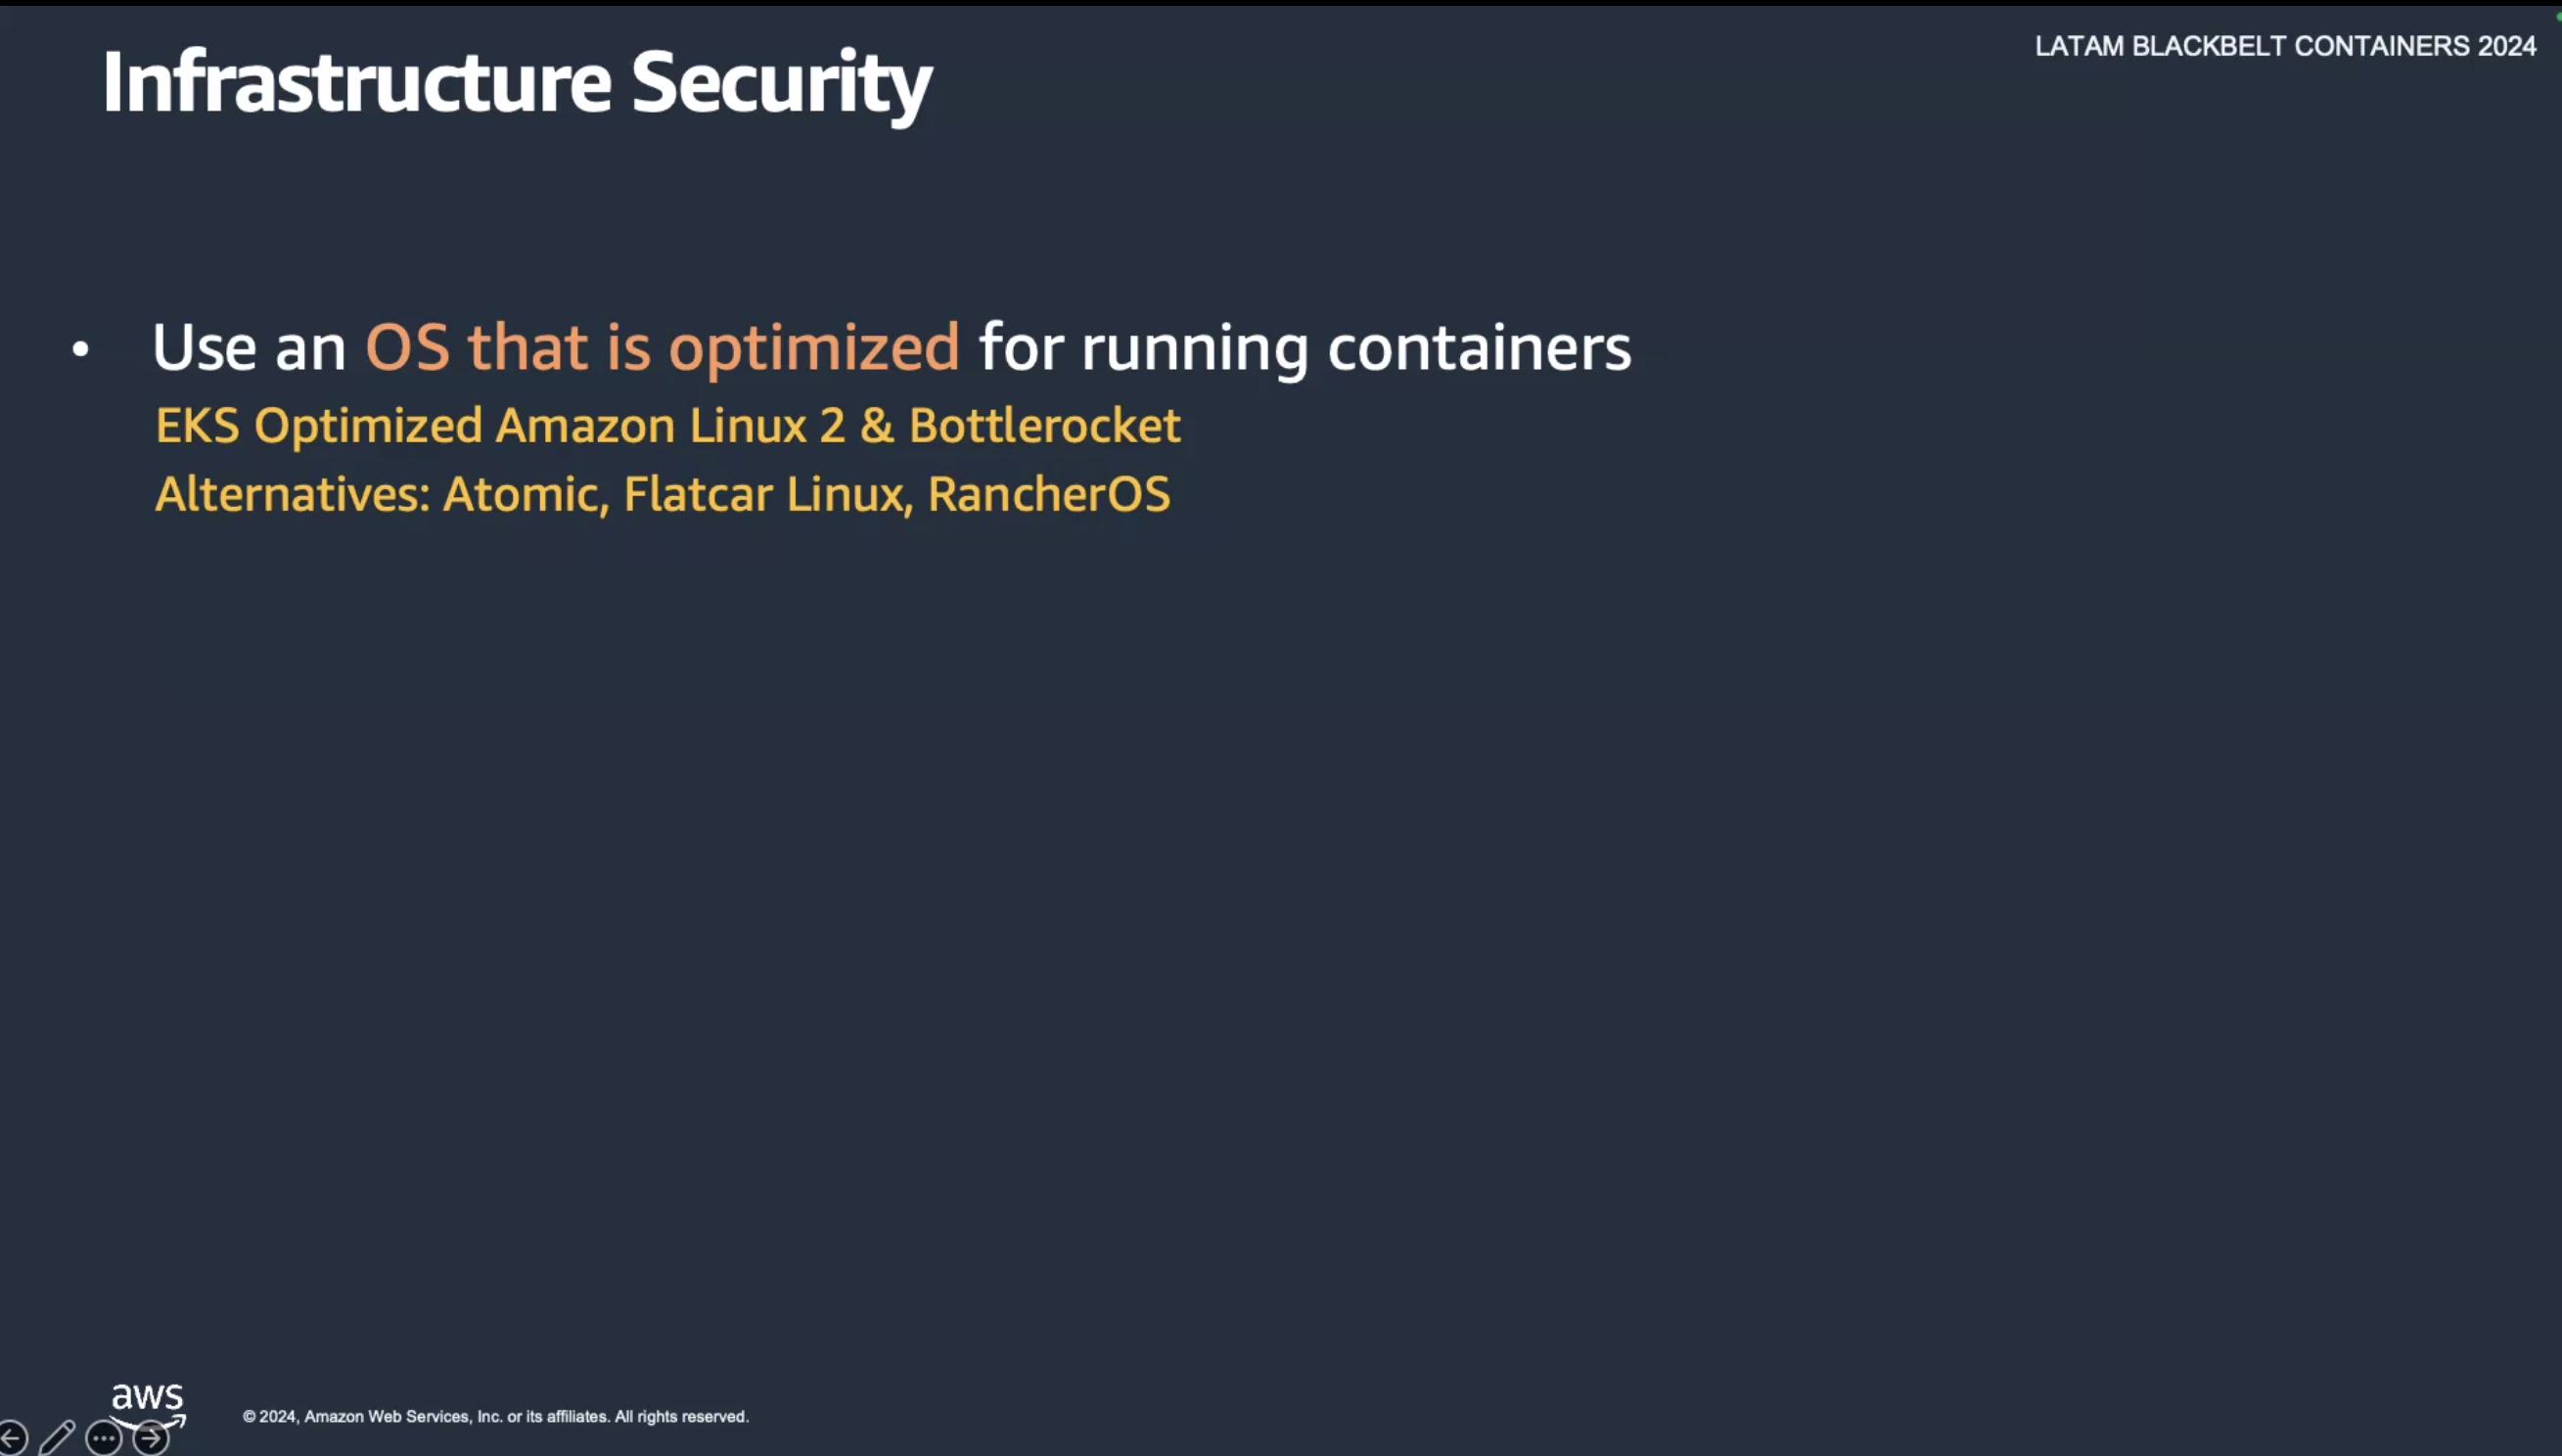 LATAM BLACKBELT CONTAINERS 2024
Infrastructure Security
• Use an OS that is optimized for running containers
EKS Optimized Amazon Linux 2 & Bottlerocket
Alternatives: Atomic, Flatcar Linux, RancherOS
aws
© 2024, Amazon Web Services, Inc. or its affiliates. All rights reserved.